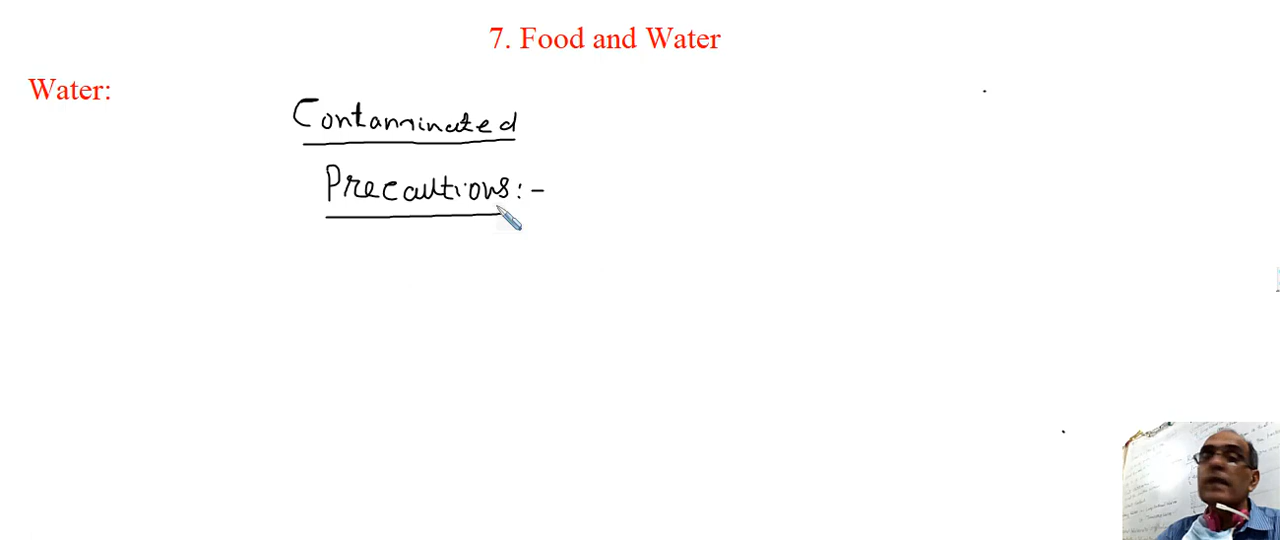 7. Food and Water
Water:
Contaminated
Precautions:-